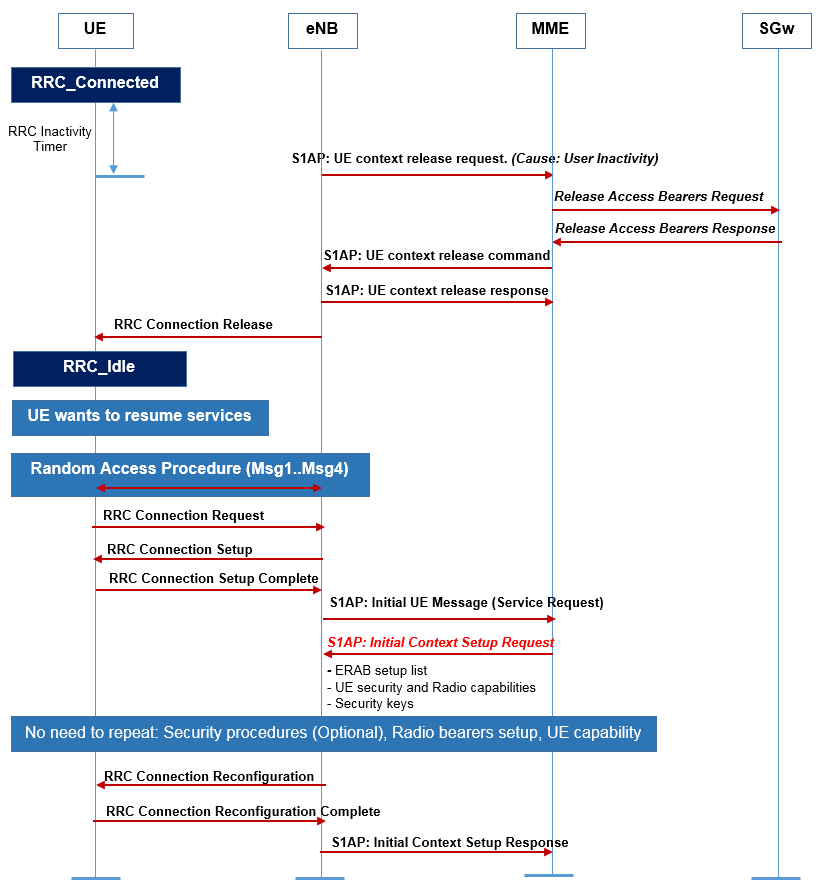 UE
eNB
MME
SGw
RRC_Connected
RRC Inactivity
Timer
S1AP: UE context release request. (Cause: User Inactivity)
Release Access Bearers Request
Release Access Bearers Response
S1AP: UE context release command
S1AP: UE context release response
RRC Connection Release
RRC_Idle
UE wants to resume services
Random Access Procedure (Msg1..Msg4)
RRC Connection Request
RRC Connection Setup
RRC Connection Setup Complete
S1AP: Initial UE Message (Service Request)
S1AP: Initial Context Setup Request
- ERAB setup list
- UE security and Radio capabilities
- Security keys
No need to repeat: Security procedures (Optional), Radio bearers setup, UE capability
RRC Connection Reconfiguration
RRC Connection Reconfiguration Complete
S1AP: Initial Context Setup Response